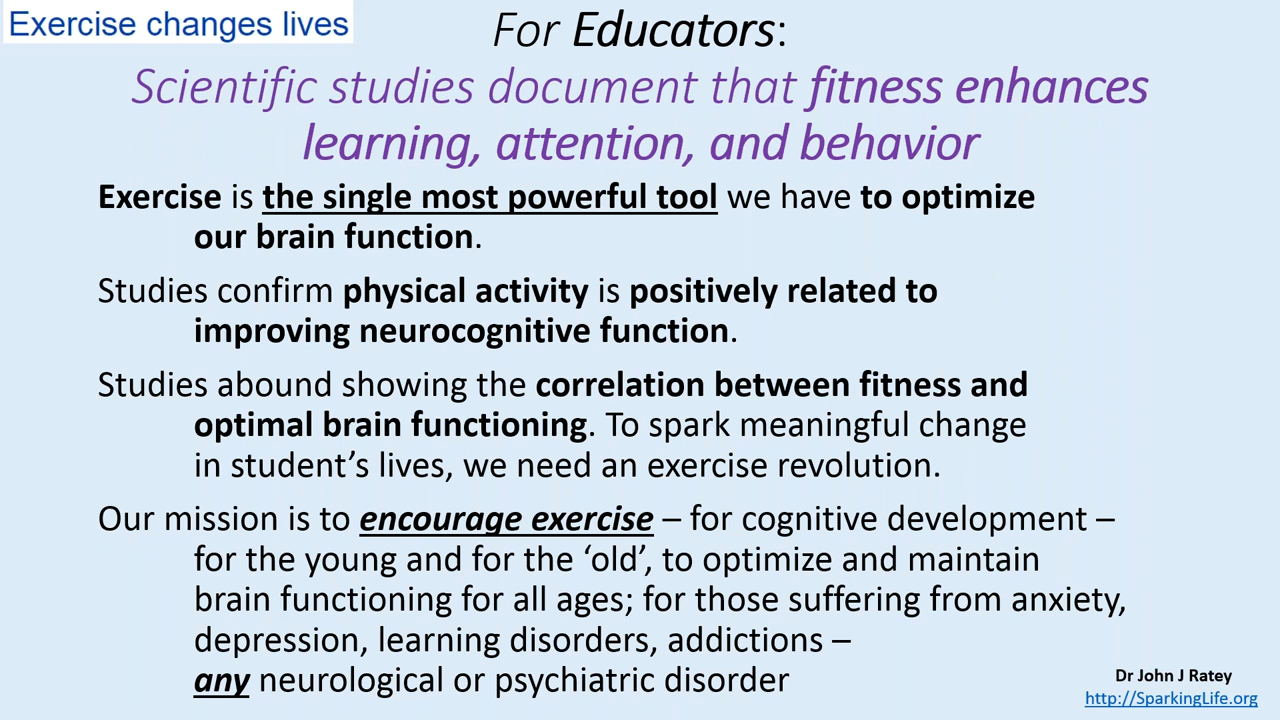 Exercise changes lives
For Educators:
Scientific studies document that fitness enhances
learning, attention, and behavior
Exercise is the single most powerful tool we have to optimize
our brain function.
Studies confirm physical activity is positively related to
improving neurocognitive function.
Studies abound showing the correlation between fitness and
optimal brain functioning. To spark meaningful change
in student’s lives, we need an exercise revolution.
Our mission is to encourage exercise – for cognitive development –
for the young and for the ‘old’, to optimize and maintain
brain functioning for all ages; for those suffering from anxiety,
depression, learning disorders, addictions –
any neurological or psychiatric disorder
Dr John J Ratey
http://SparkingLife.org